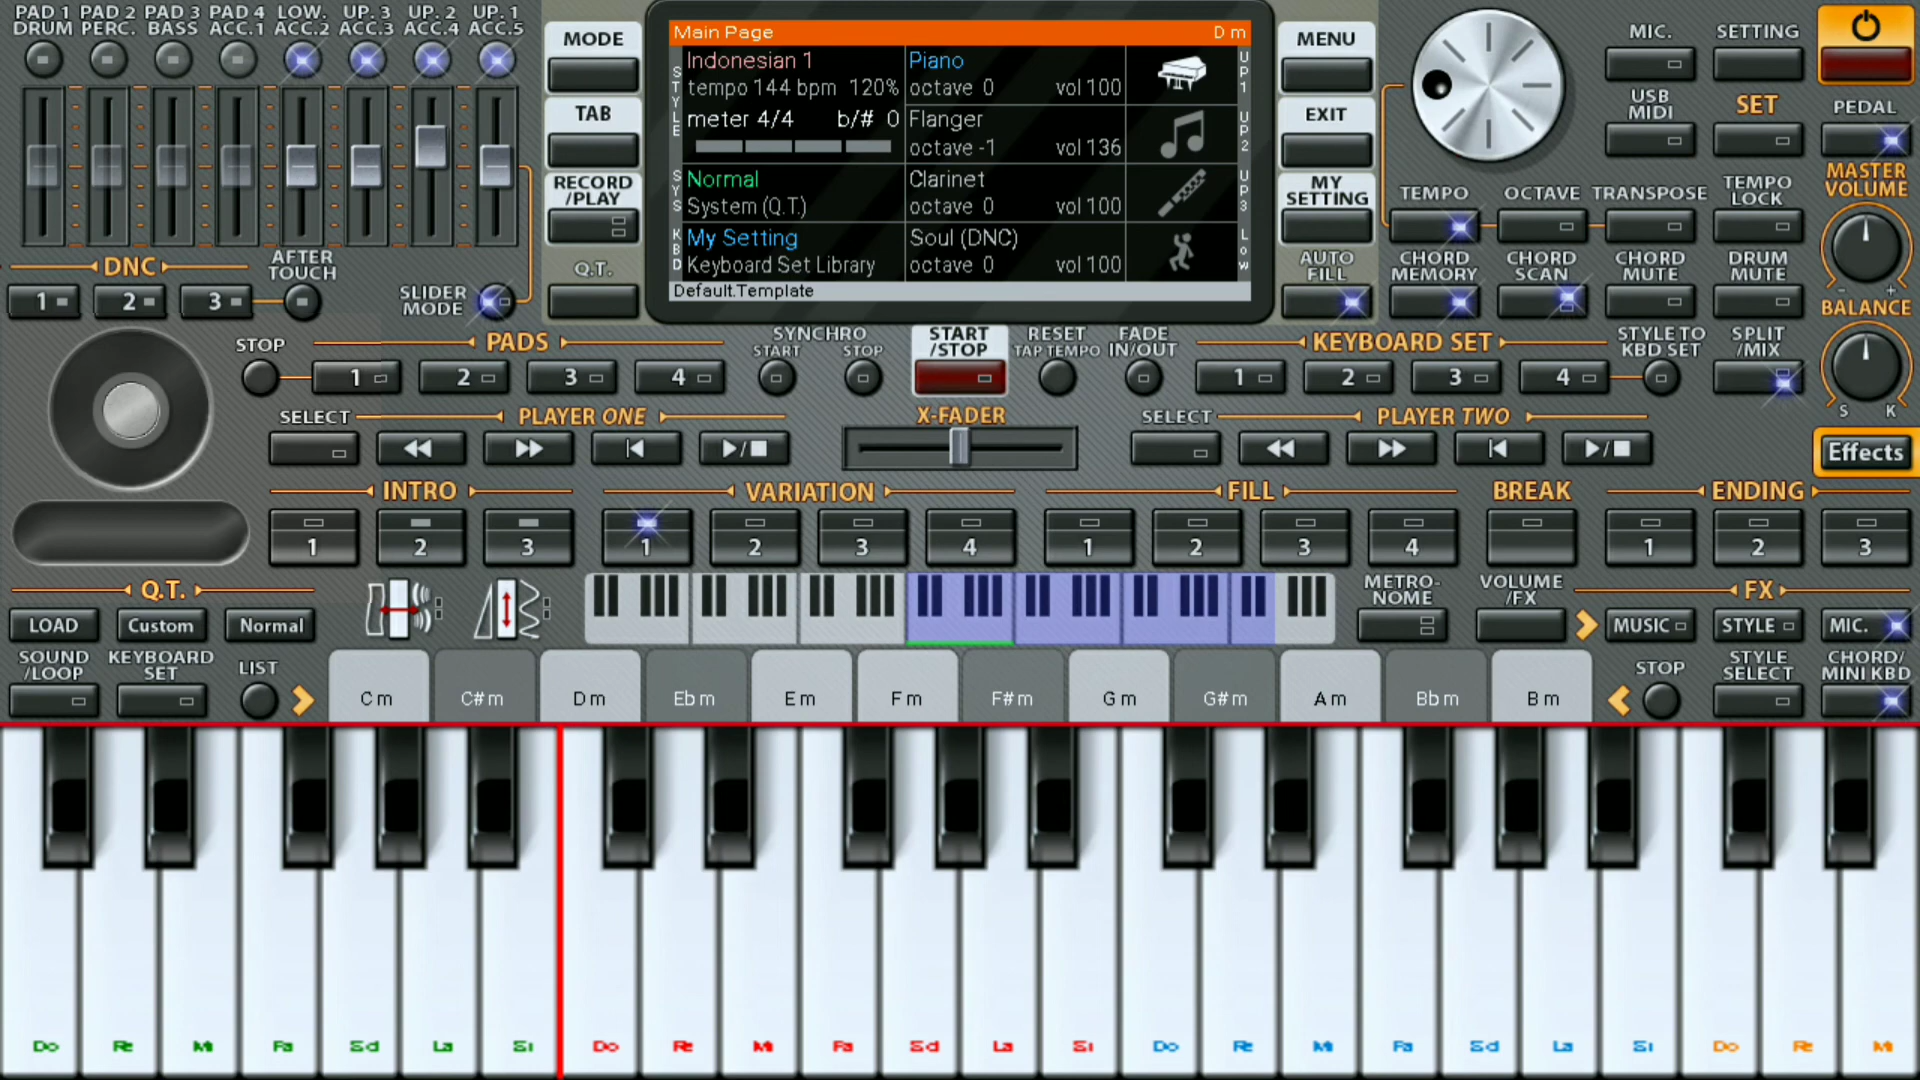 PAD 1 PAD 2 PAD 3 PAD 4 LOW. UP. 3 UP. 2 UP. 1
DRUM PERC. BASS ACC.1 ACC.2 ACC.3 ACC.4 ACC.5
MODE
TAB
RECORD
/PLAY
Q.T.
Main Page D m
STYLE
Indonesian 1
tempo 144 bpm 120%
meter 4/4 b/# 0
SYS
Normal
System (Q.T.)
KBD
My Setting
Keyboard Set Library
Piano
octave 0 vol 100
UP1
Flanger
octave -1 vol 136
UP2
Clarinet
octave 0 vol 100
UP3
Soul (DNC)
octave 0 vol 100
Low
Default.Template
MENU
EXIT
MY
SETTING
AUTO
FILL
MIC. SETTING
USB
MIDI
SET
PEDAL
MASTER
VOLUME
- +
TEMPO OCTAVE TRANSPOSE
TEMPO
LOCK
CHORD
MEMORY
CHORD
SCAN
CHORD
MUTE
DRUM
MUTE
BALANCE
S K
DNC
1 2 3
AFTER
TOUCH
SLIDER
MODE
STOP
PADS
1 2 3 4
SYNCHRO
START STOP
START
/STOP
RESET
TAP TEMPO
FADE
IN/OUT
KEYBOARD SET
1 2 3 4
STYLE TO
KBD SET
SPLIT
/MIX
SELECT PLAYER ONE
X-FADER
SELECT PLAYER TWO
Effects
INTRO
1 2 3
VARIATION
1 2 3 4
FILL
1 2 3 4
BREAK
ENDING
1 2 3
Q.T.
LOAD Custom Normal
METRO-
NOME
VOLUME
/FX
FX
MUSIC STYLE MIC.
SOUND
/LOOP
KEYBOARD
SET
LIST
C m C# m D m Eb m E m F m F# m G m G# m A m Bb m B m
STOP
STYLE
SELECT
CHORD/
MINI KBD
Do Re Mi Fa Sol La Si Do Re Mi Fa Sol La Si Do Re Mi Fa Sol La Si Do Re Mi